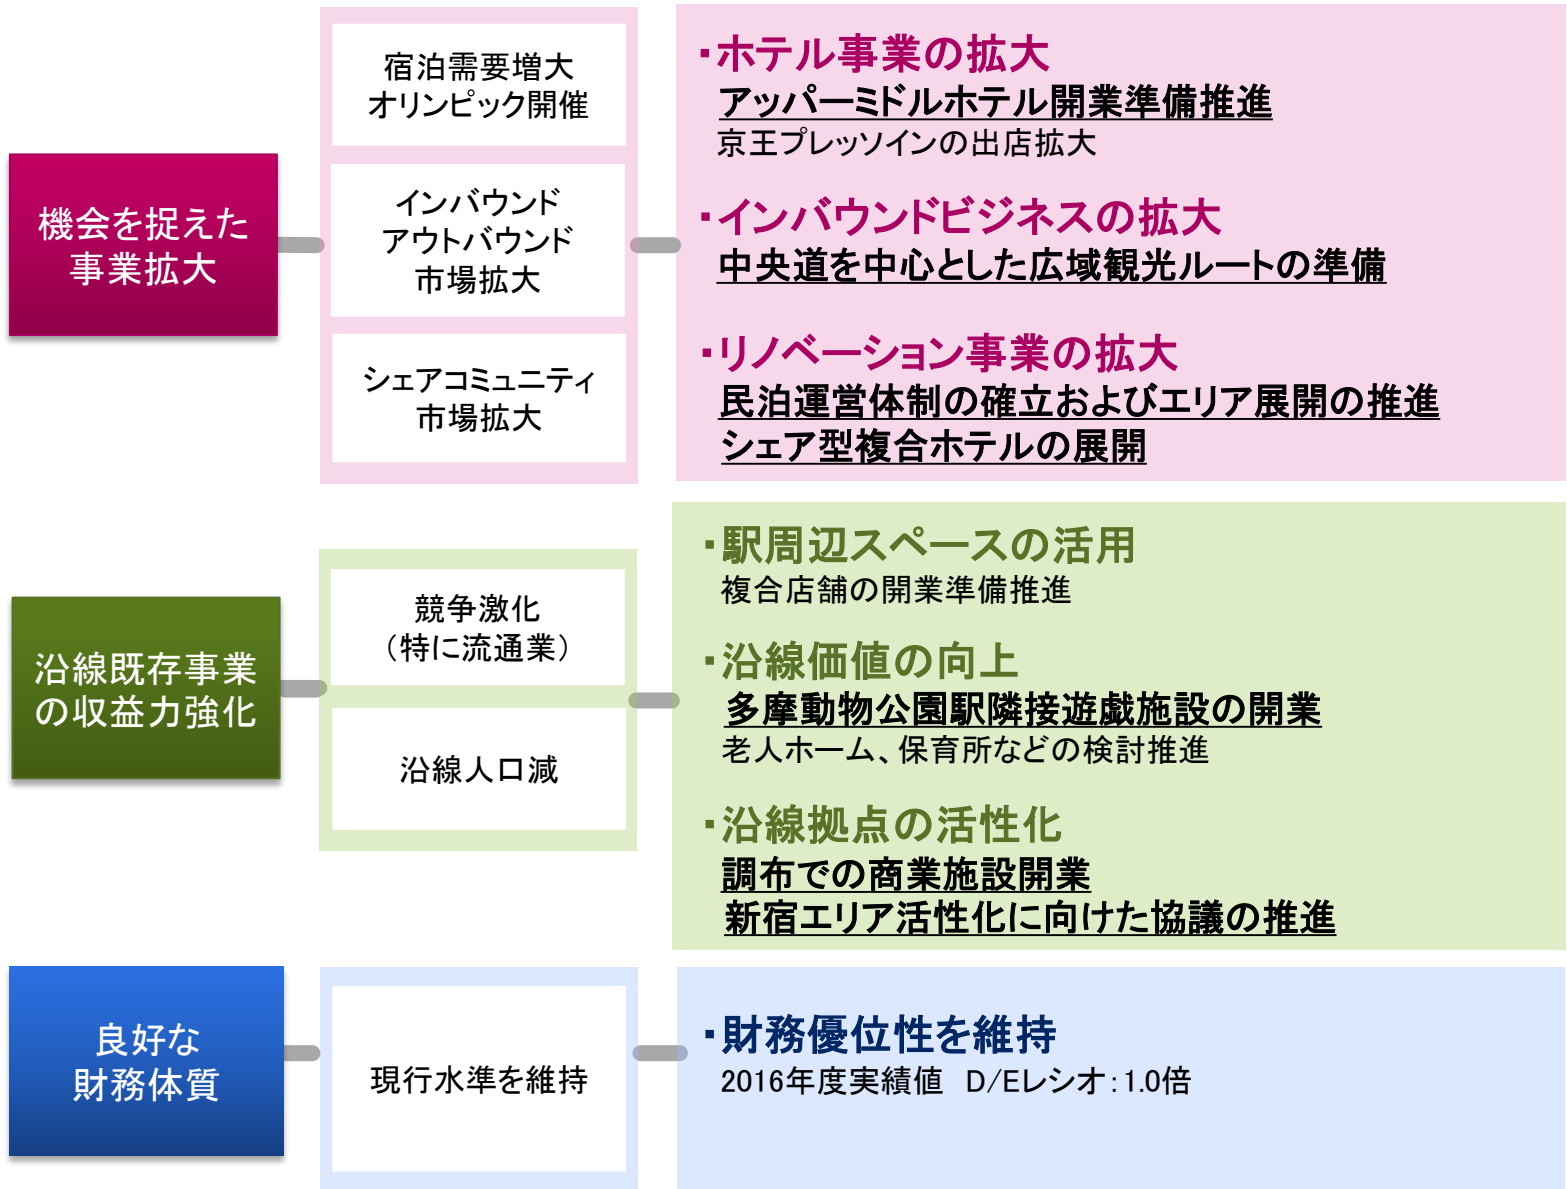 機会を捉えた
事業拡大
宿泊需要増大
オリンピック開催
インバウンド
アウトバウンド
市場拡大
シェアコミュニティ
市場拡大
・ホテル事業の拡大
アッパーミドルホテル開業準備推進
京王プレッソインの出店拡大
・インバウンドビジネスの拡大
中央道を中心とした広域観光ルートの準備
・リノベーション事業の拡大
民泊運営体制の確立およびエリア展開の推進
シェア型複合ホテルの展開
沿線既存事業
の収益力強化
競争激化
（特に流通業）
沿線人口減
・駅周辺スペースの活用
複合店舗の開業準備推進
・沿線価値の向上
多摩動物公園駅隣接遊戯施設の開業
老人ホーム、保育所などの検討推進
・沿線拠点の活性化
調布での商業施設開業
新宿エリア活性化に向けた協議の推進
良好な
財務体質
現行水準を維持
・財務優位性を維持
2016年度実績値　D/Eレシオ：1.0倍